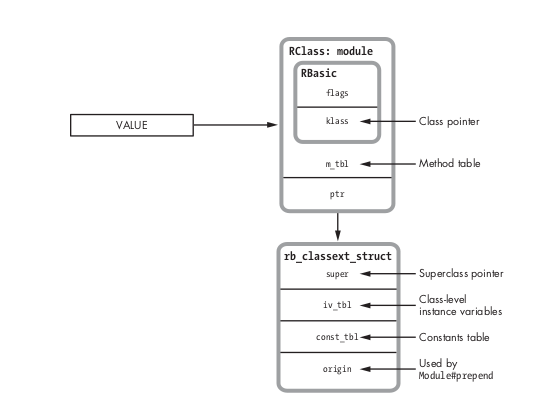 RClass: module
RBasic
flags
VALUE
klass
Class pointer
m_tbl
Method table
ptr
rb_classext_struct
super
Superclass pointer
iv_tbl
Class-level
instance variables
const_tbl
Constants table
origin
Used by
Module#prepend